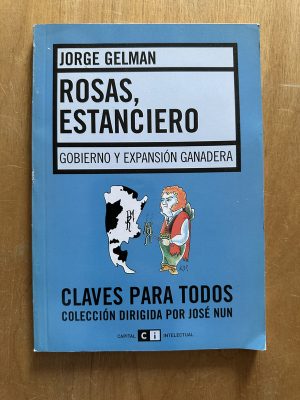 JORGE GELMAN
ROSAS,
ESTANCIERO
GOBIERNO Y EXPANSIÓN GANADERA
CLAVES PARA TODOS
COLECCIÓN DIRIGIDA POR JOSÉ NUN
CAPITAL Ci INTELECTUAL